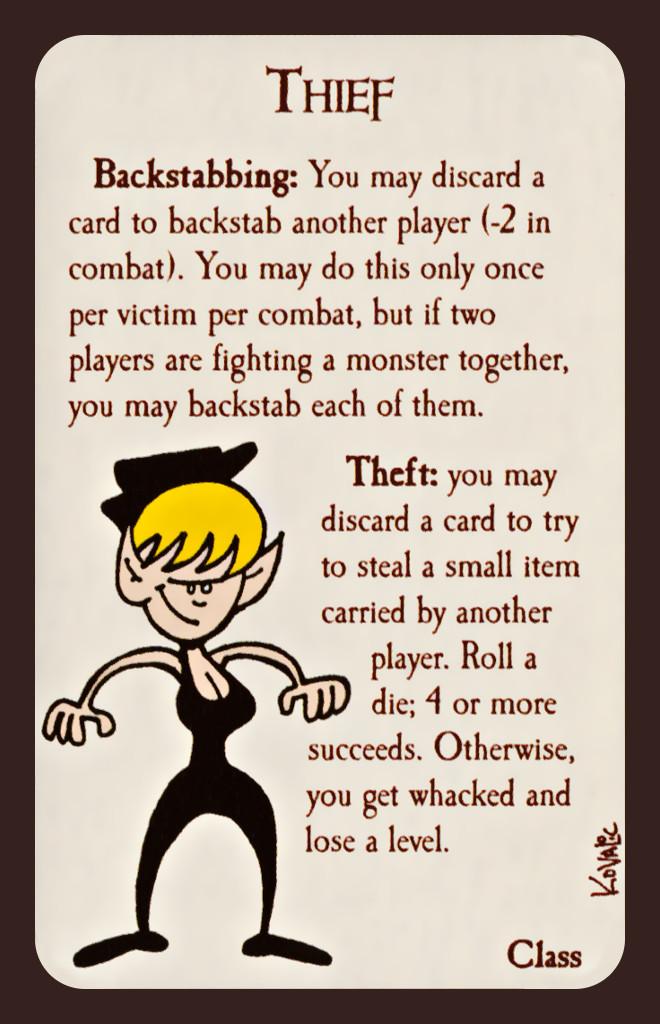 THIEF
Backstabbing: You may discard a
card to backstab another player (-2 in
combat). You may do this only once
per victim per combat, but if two
players are fighting a monster together,
you may backstab each of them.
Theft: you may
discard a card to try
to steal a small item
carried by another
player. Roll a
die; 4 or more
succeeds. Otherwise,
you get whacked and
lose a level.
KOVALIC
Class